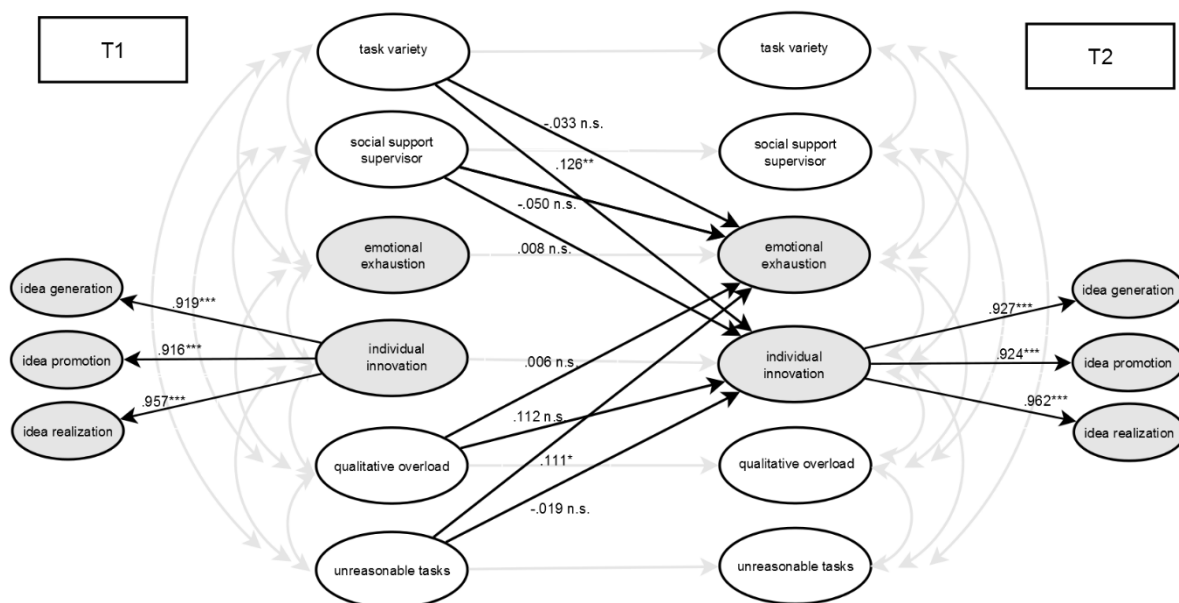 T1
T2
task variety
task variety
-.033 n.s.
social support
supervisor
social support
supervisor
.126**
-.050 n.s.
emotional
exhaustion
.008 n.s.
emotional
exhaustion
idea generation
.919***
idea generation
.927***
idea promotion
.916***
individual
innovation
.006 n.s.
individual
innovation
.924***
idea promotion
.957***
.962***
idea realization
.112 n.s.
idea realization
qualitative overload
.111*
qualitative overload
-.019 n.s.
unreasonable tasks
unreasonable tasks